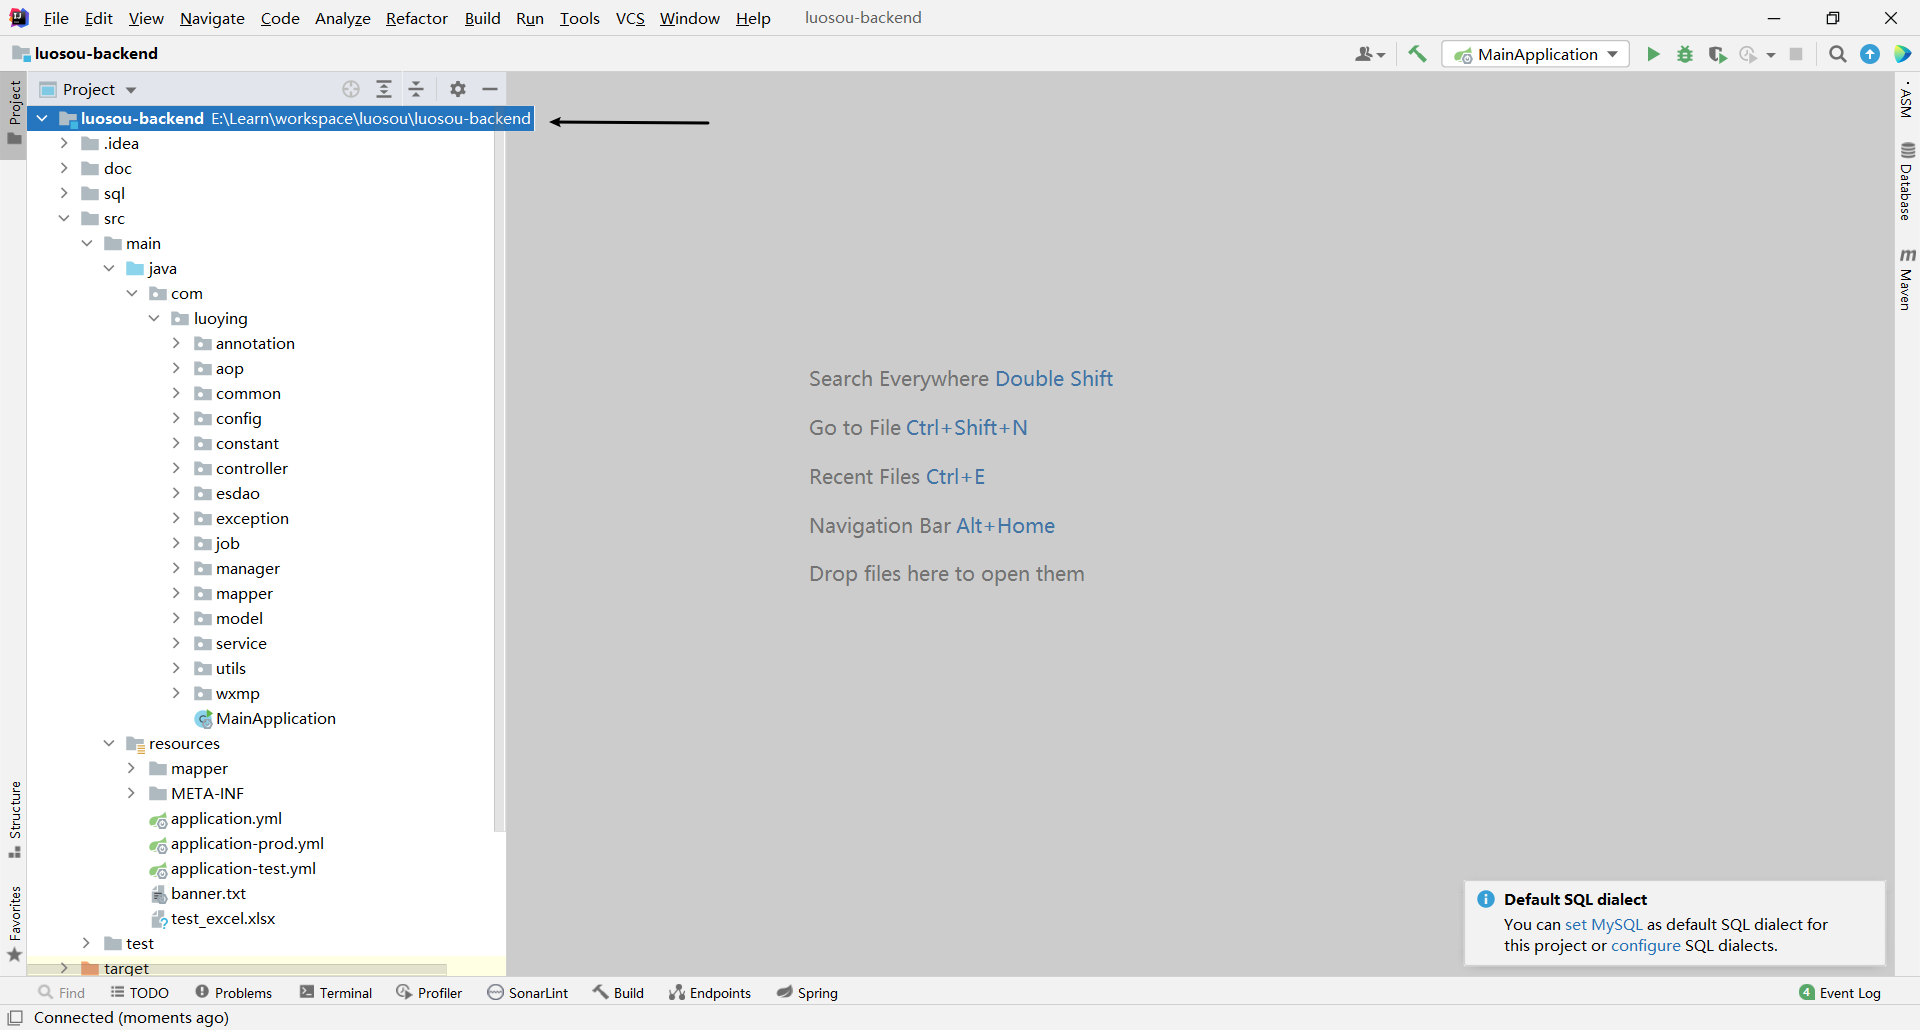 File Edit View Navigate Code Analyze Refactor Build Run Tools VCS Window Help luosou-backend
luosou-backend
MainApplication
Project
Project
luosou-backend E:\Learn\workspace\luosou\luosou-backend
.idea
doc
sql
src
main
java
com
luoying
annotation
aop
common
config
constant
controller
esdao
exception
job
manager
mapper
model
service
utils
wxmp
MainApplication
resources
mapper
META-INF
application.yml
application-prod.yml
application-test.yml
banner.txt
test_excel.xlsx
test
target
Structure
Favorites
Search Everywhere Double Shift
Go to File Ctrl+Shift+N
Recent Files Ctrl+E
Navigation Bar Alt+Home
Drop files here to open them
ASM
Database
m Maven
Default SQL dialect
You can set MySQL as default SQL dialect for
this project or configure SQL dialects.
Find TODO Problems Terminal Profiler SonarLint Build Endpoints Spring 4 Event Log
Connected (moments ago)